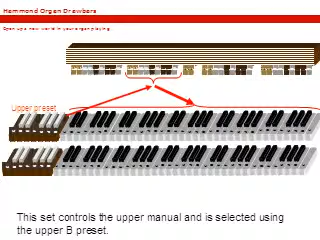 Hammond Organ Drawbars
Open up a new world in your organ playing
Upper preset
This set controls the upper manual and is selected using
the upper B preset.